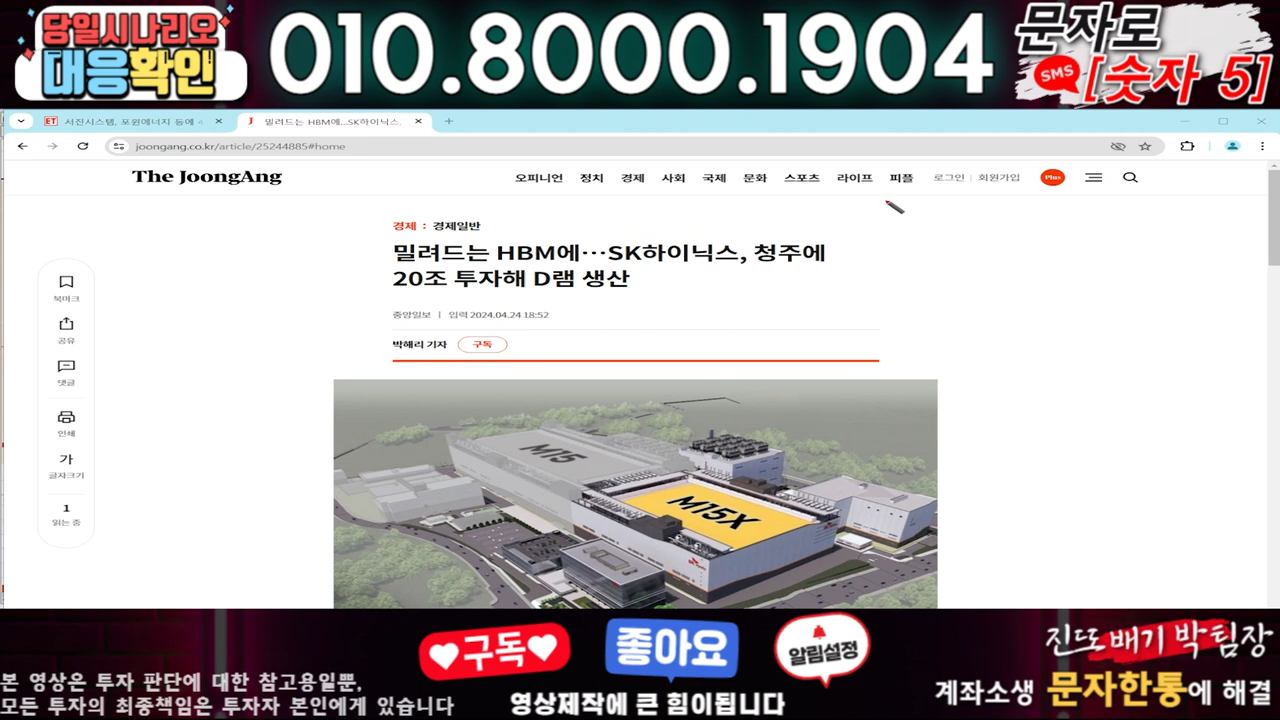 당일시나리오
대응확인
010.8000.1904
문자로
SMS [숫자 5]
ET 서진시스템, 포윈에너지 등에
J 밀려드는 HBM에...SK하이닉스,
joongang.co.kr/article/25244885#home
The JoongAng
오피니언 정치 경제 사회 국제 문화 스포츠 라이프 피플 로그인 | 회원가입 Plus
경제 : 경제일반
밀려드는 HBM에…SK하이닉스, 청주에
20조 투자해 D램 생산
중앙일보 | 입력 2024.04.24 18:52
박해리 기자 구독
북마크
공유
댓글
인쇄
가
글자크기
1
읽는 중
M15
M15X
구독
좋아요
알림설정
영상제작에 큰 힘이됩니다
본 영상은 투자 판단에 대한 참고용일뿐,
모든 투자의 최종책임은 투자자 본인에게 있습니다
진또배기 박팀장
계좌소생 문자한통에 해결